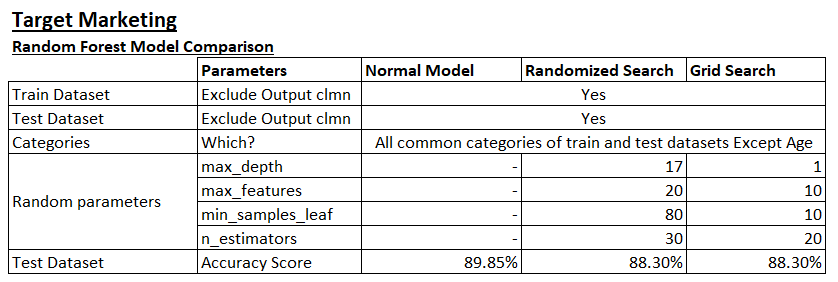 Target Marketing
Random Forest Model Comparison
Parameters Normal Model Randomized Search Grid Search
Train Dataset Exclude Output clmn Yes
Test Dataset Exclude Output clmn Yes
Categories Which? All common categories of train and test datasets Except Age
Random parameters max_depth - 17 1
max_features - 20 10
min_samples_leaf - 80 10
n_estimators - 30 20
Test Dataset Accuracy Score 89.85% 88.30% 88.30%